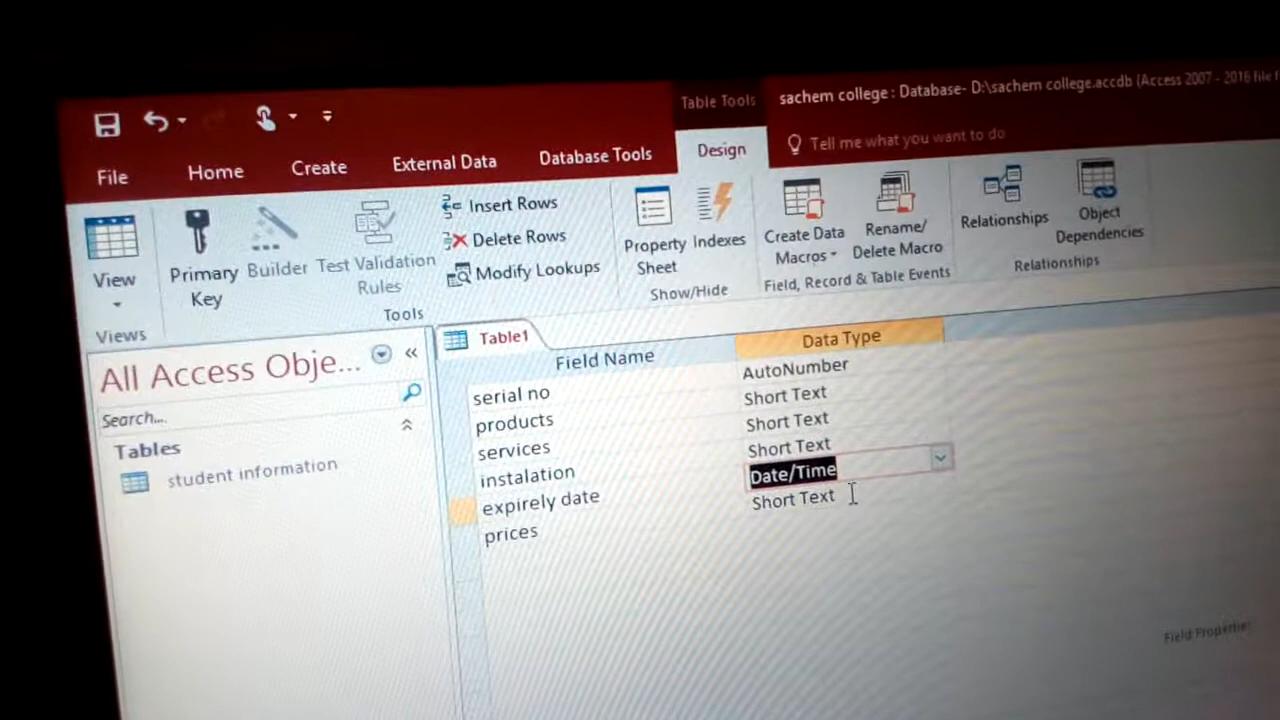 Table Tools
sachem college : Database- D:\sachem college.accdb (Access 2007 - 2016 file f
File
Home
Create
External Data
Database Tools
Design
Tell me what you want to do
View
Views
Primary Key
Builder
Test Validation Rules
Insert Rows
Delete Rows
Modify Lookups
Tools
Property Sheet
Indexes
Show/Hide
Create Data Macros
Rename/ Delete Macro
Field, Record & Table Events
Relationships
Object Dependencies
Relationships
All Access Obje...
Search...
Tables
student information
Table1
Field Name
Data Type
serial no
AutoNumber
products
Short Text
services
Short Text
instalation
Short Text
expirely date
Date/Time
prices
Short Text
Field Properties